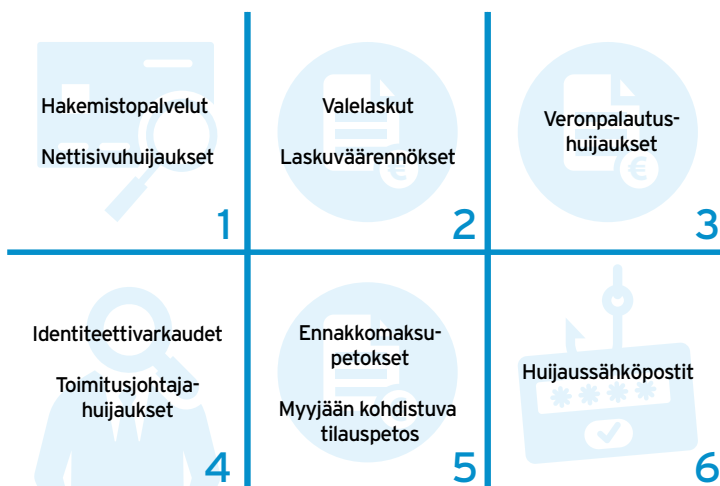 Hakemistopalvelut
Nettisivuhuijaukset
1
Valelaskut
Laskuväärennökset
€
2
Veronpalautus-
huijaukset
€
3
Identiteettivarkaudet
Toimitusjohtaja-
huijaukset
4
Ennakkomaksu-
petokset
Myyjään kohdistuva
tilauspetos
€
5
Huijaussähköpostit
****
6